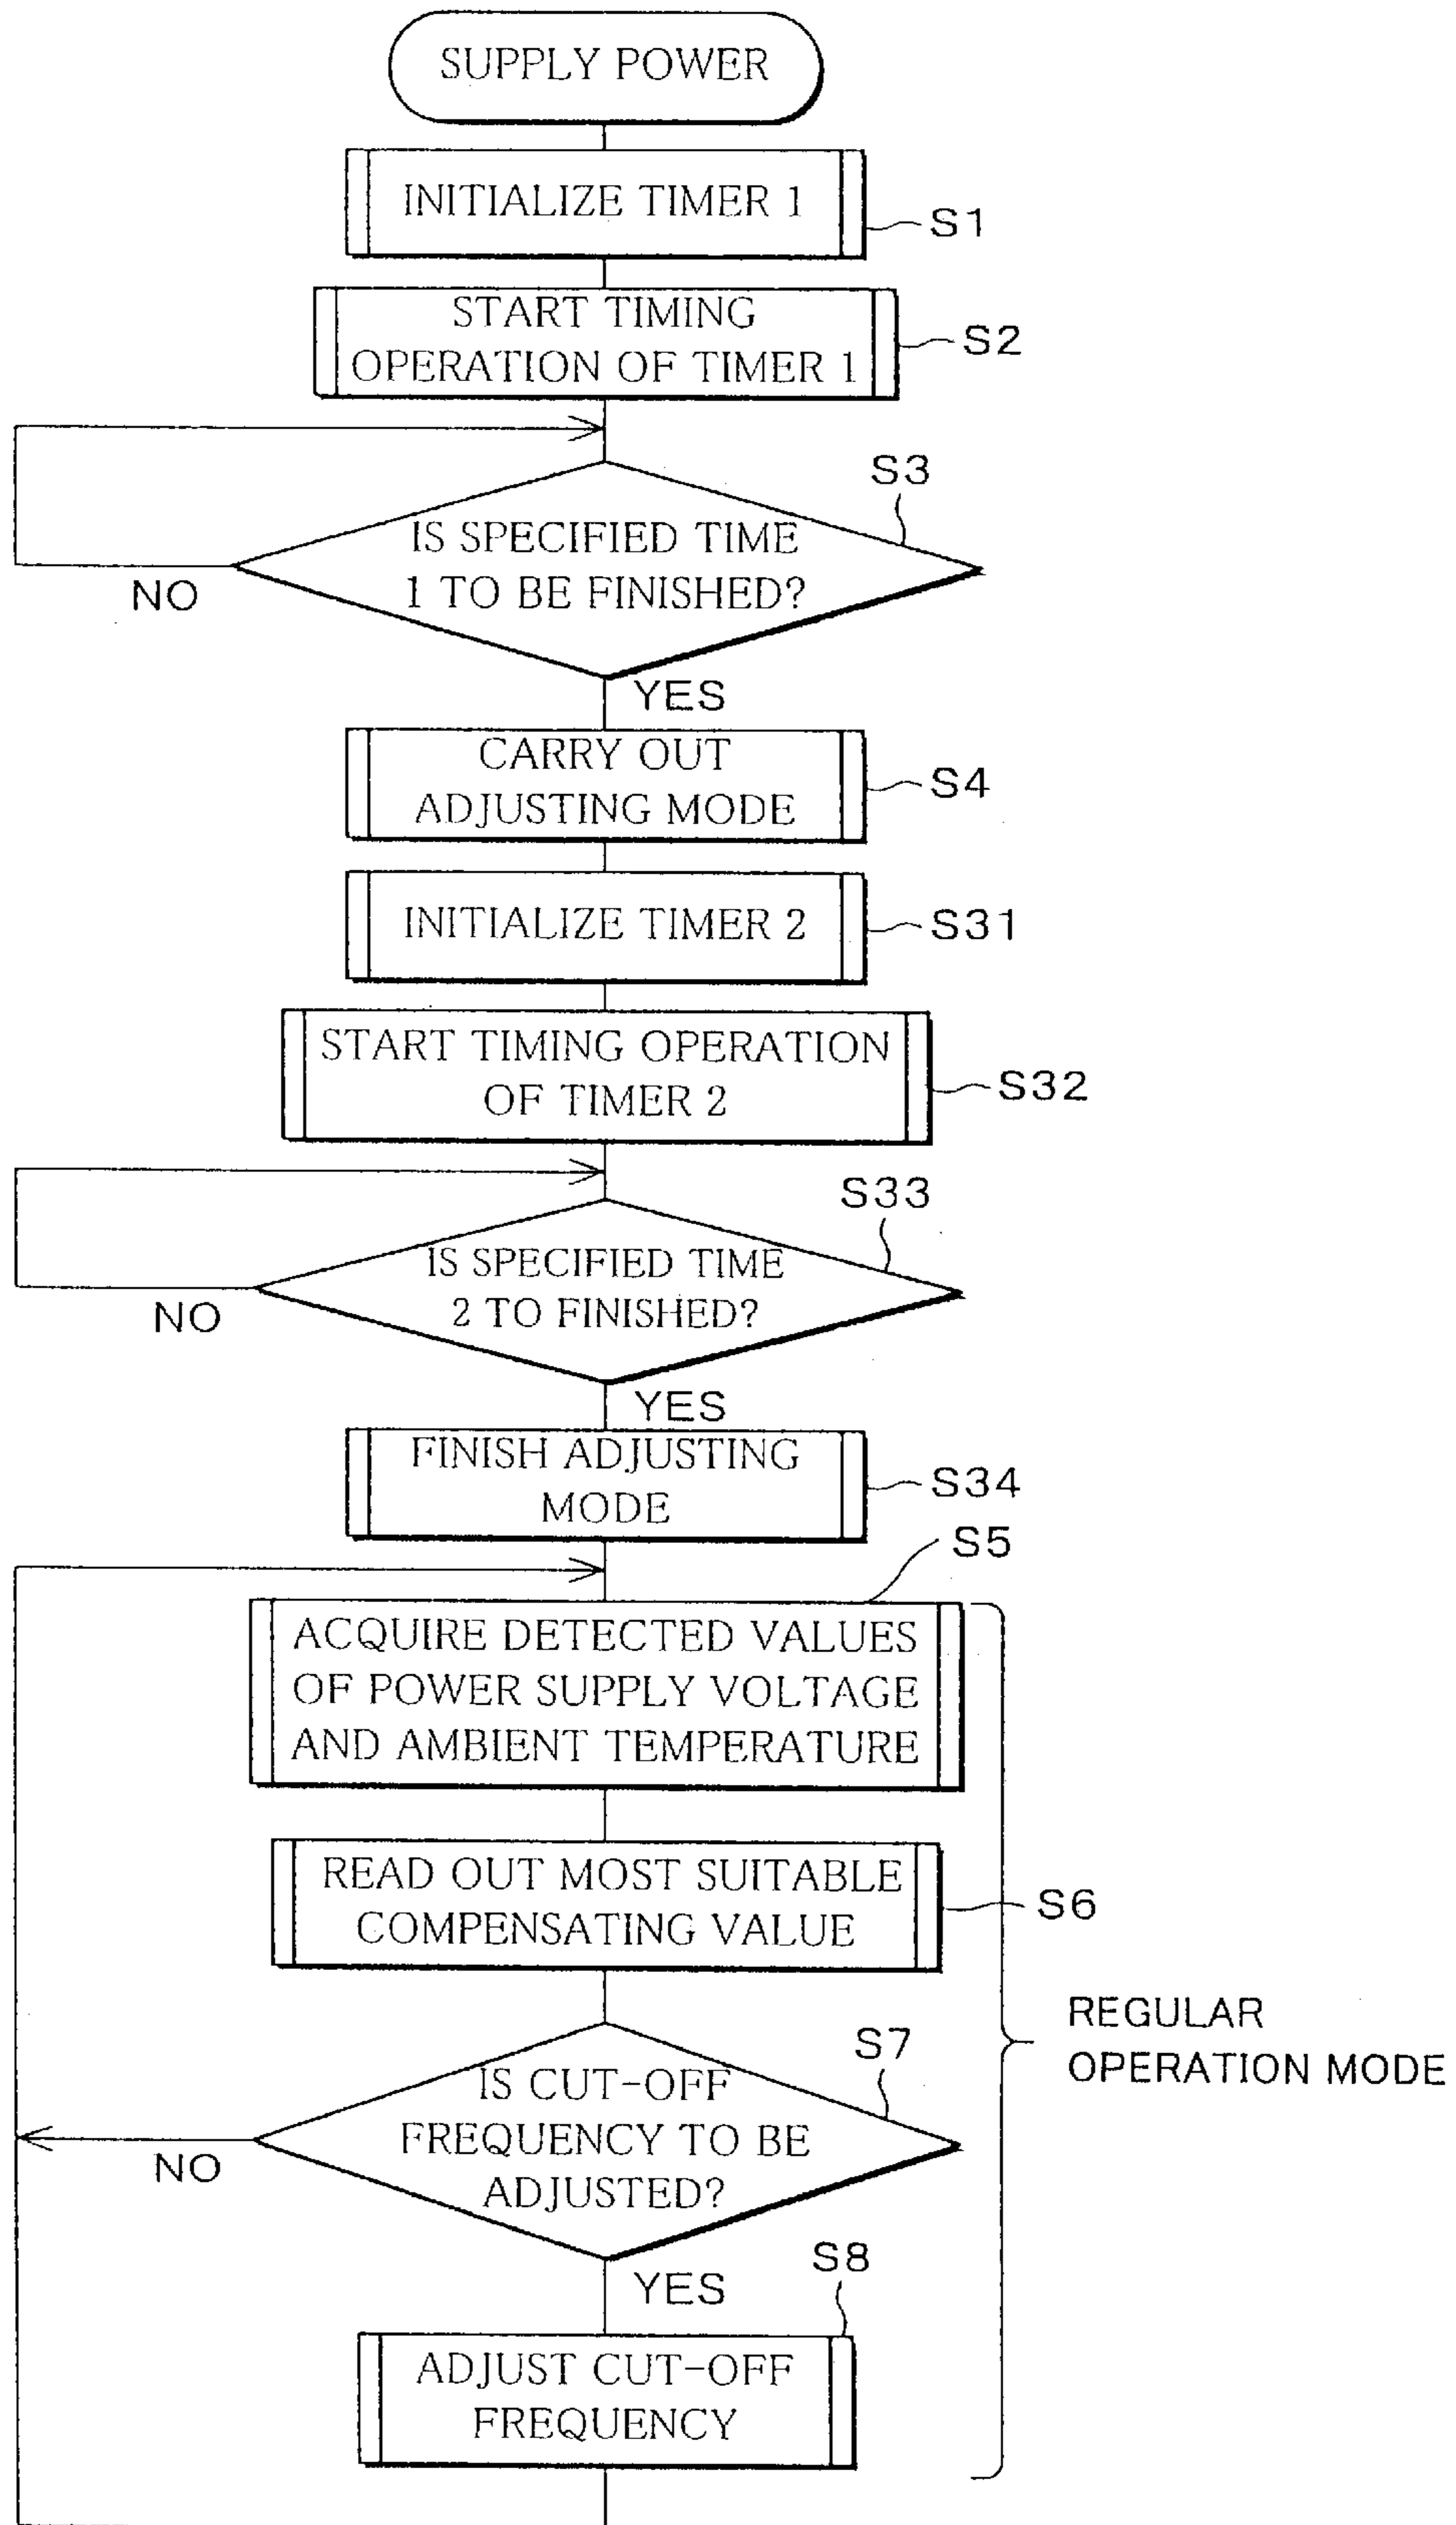 SUPPLY POWER
INITIALIZE TIMER 1
S1
START TIMING
OPERATION OF TIMER 1
S2
S3
IS SPECIFIED TIME
1 TO BE FINISHED?
NO
YES
CARRY OUT
ADJUSTING MODE
S4
INITIALIZE TIMER 2
S31
START TIMING OPERATION
OF TIMER 2
S32
S33
IS SPECIFIED TIME
2 TO FINISHED?
NO
YES
FINISH ADJUSTING
MODE
S34
S5
ACQUIRE DETECTED VALUES
OF POWER SUPPLY VOLTAGE
AND AMBIENT TEMPERATURE
READ OUT MOST SUITABLE
COMPENSATING VALUE
S6
REGULAR
OPERATION MODE
S7
IS CUT-OFF
FREQUENCY TO BE
ADJUSTED?
NO
YES
S8
ADJUST CUT-OFF
FREQUENCY